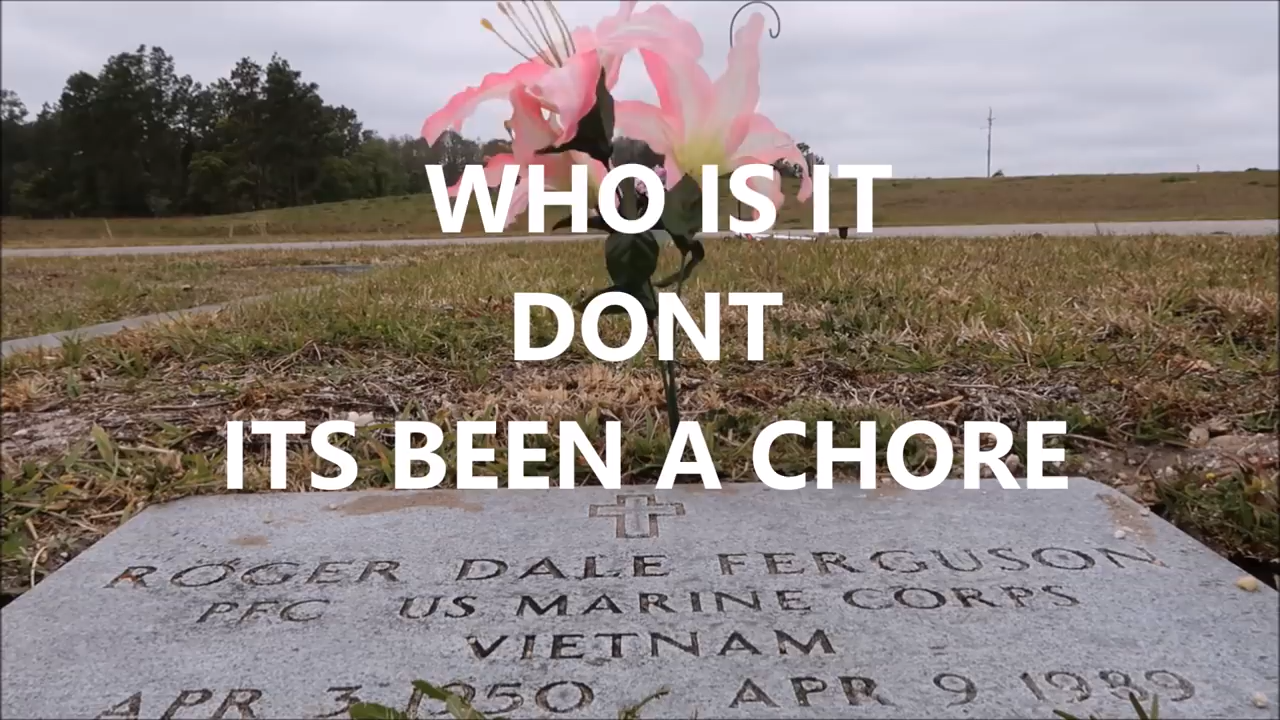 WHO IS IT
DONT
ITS BEEN A CHORE
ROGER DALE FERGUSON
PFC US MARINE CORPS
VIETNAM
APR 3 1950 APR 9 1989